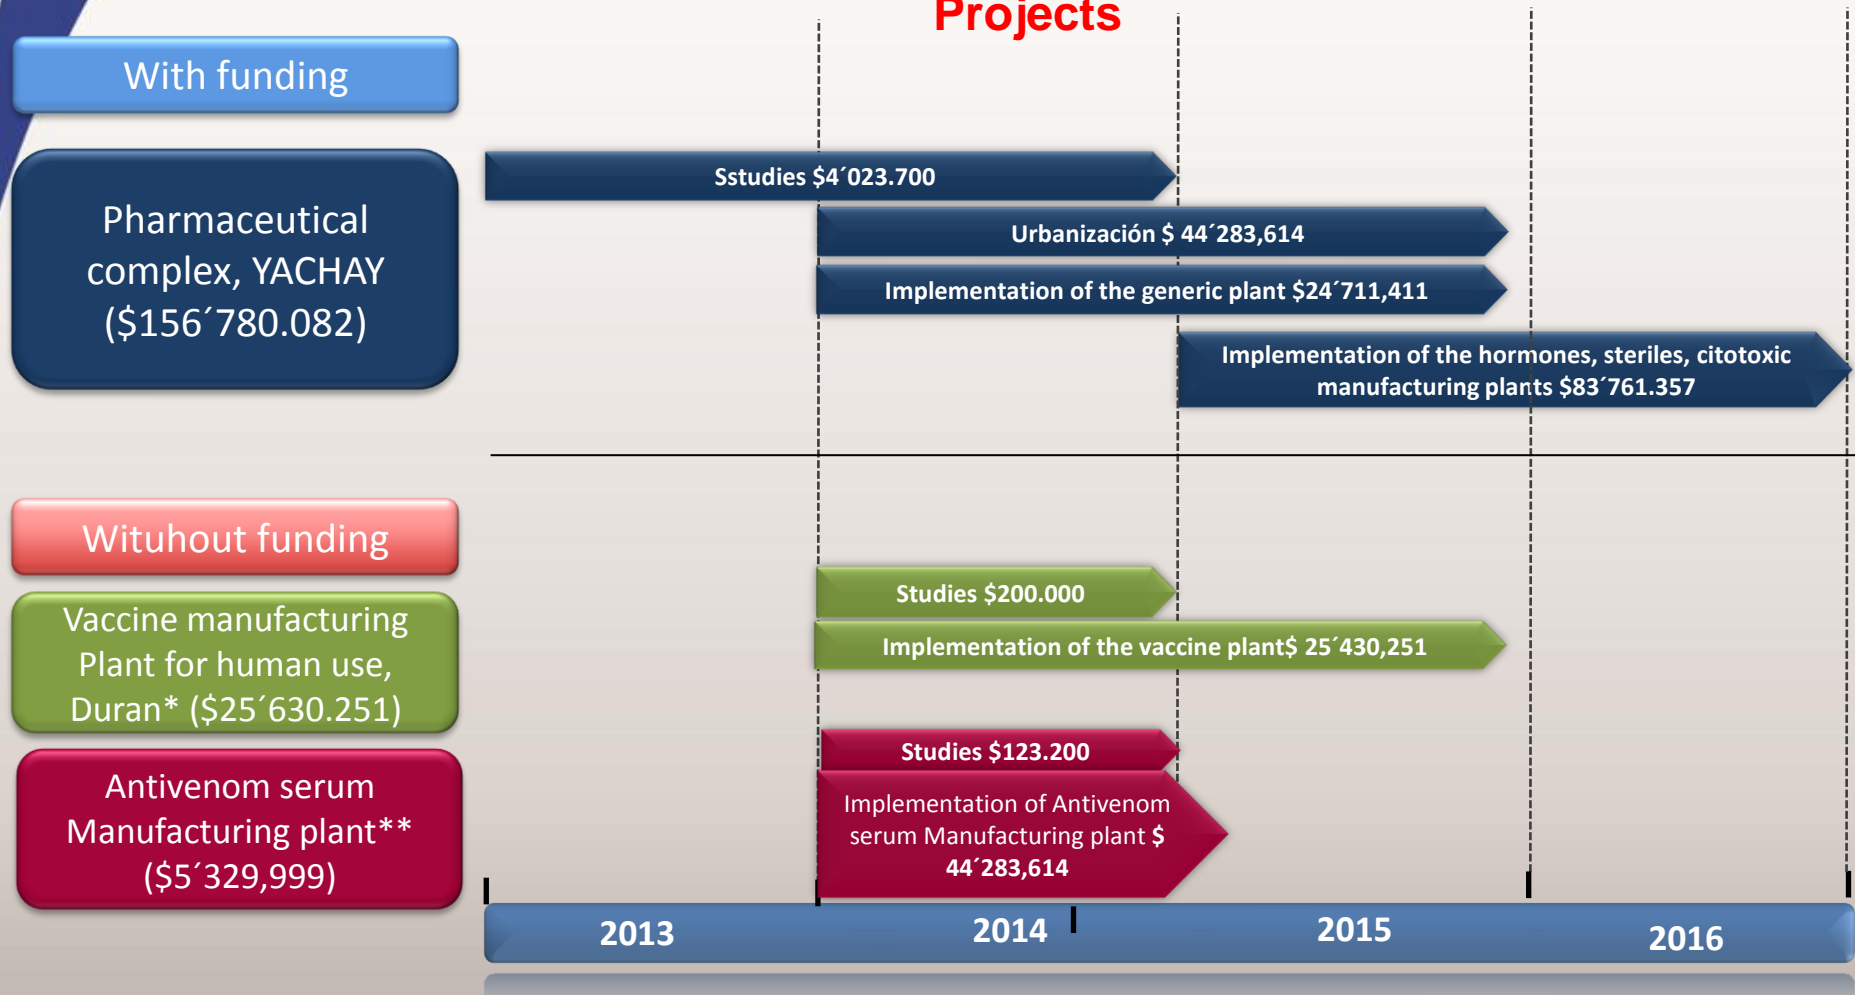 Projects
With funding
Pharmaceutical
complex, YACHAY
($156´780.082)
Sstudies $4´023.700
Urbanización $ 44´283,614
Implementation of the generic plant $24´711,411
Implementation of the hormones, steriles, citotoxic
manufacturing plants $83´761.357
Wituhout funding
Vaccine manufacturing
Plant for human use,
Duran* ($25´630.251)
Studies $200.000
Implementation of the vaccine plant$ 25´430,251
Antivenom serum
Manufacturing plant**
($5´329,999)
Studies $123.200
Implementation of Antivenom
serum Manufacturing plant $
44´283,614
2013
2014
2015
2016